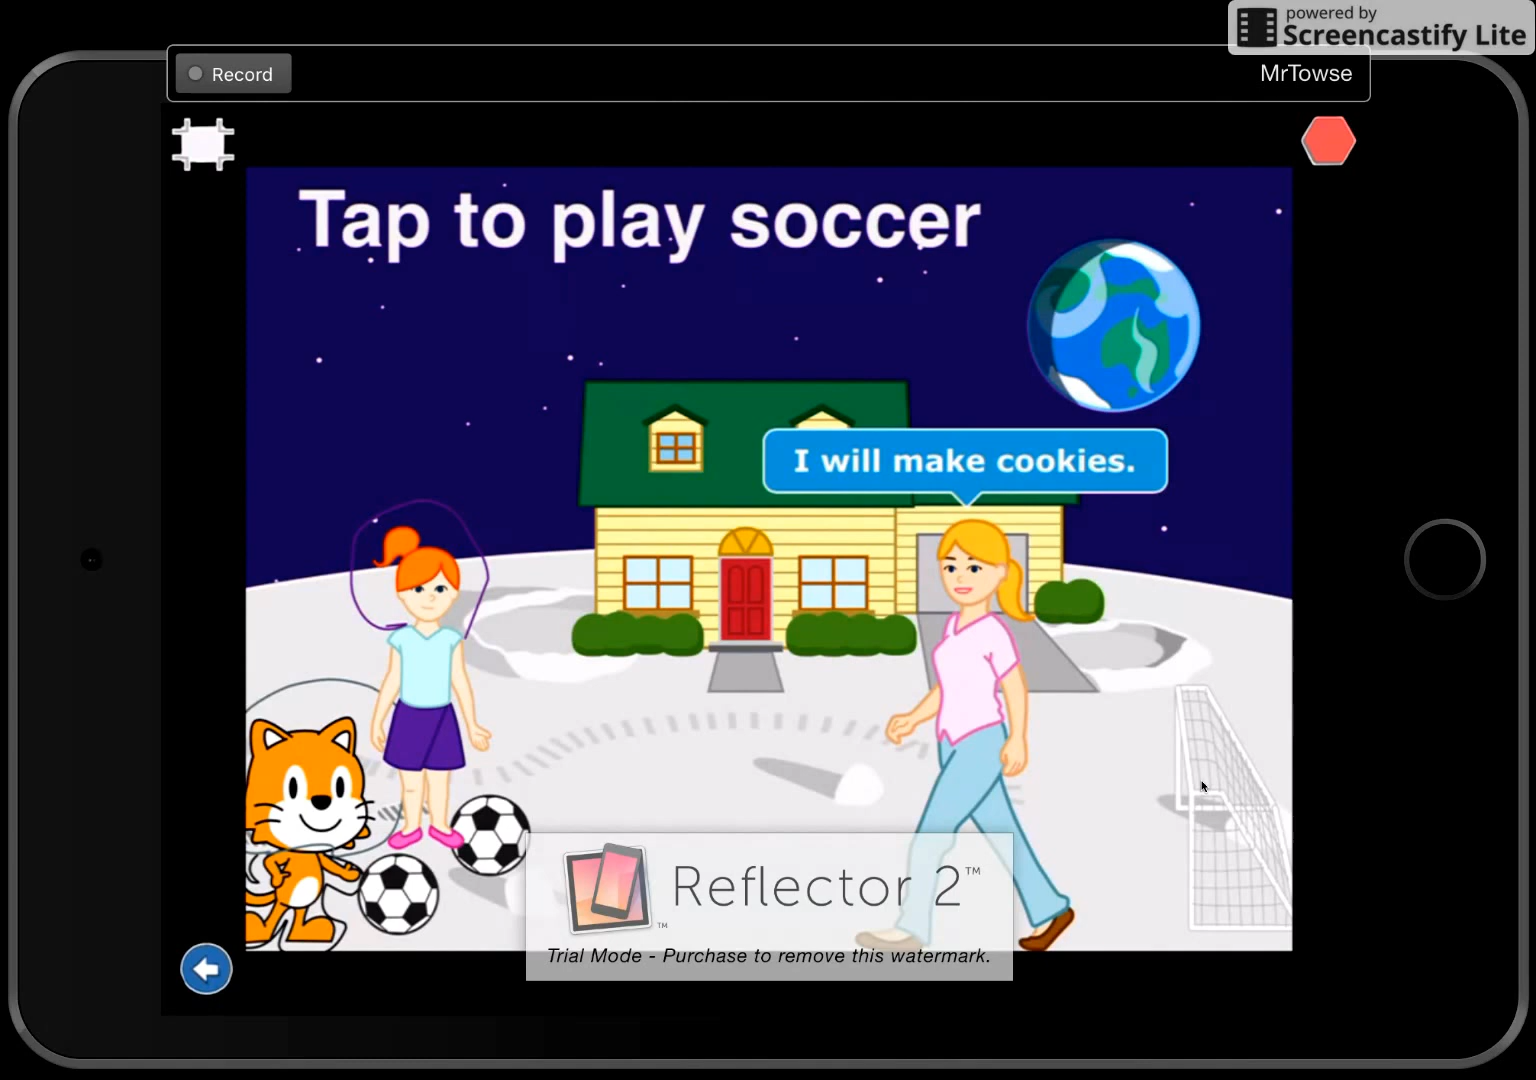 powered by
Screencastify Lite
Record
MrTowse
Tap to play soccer
I will make cookies.
Reflector 2™
™
Trial Mode - Purchase to remove this watermark.